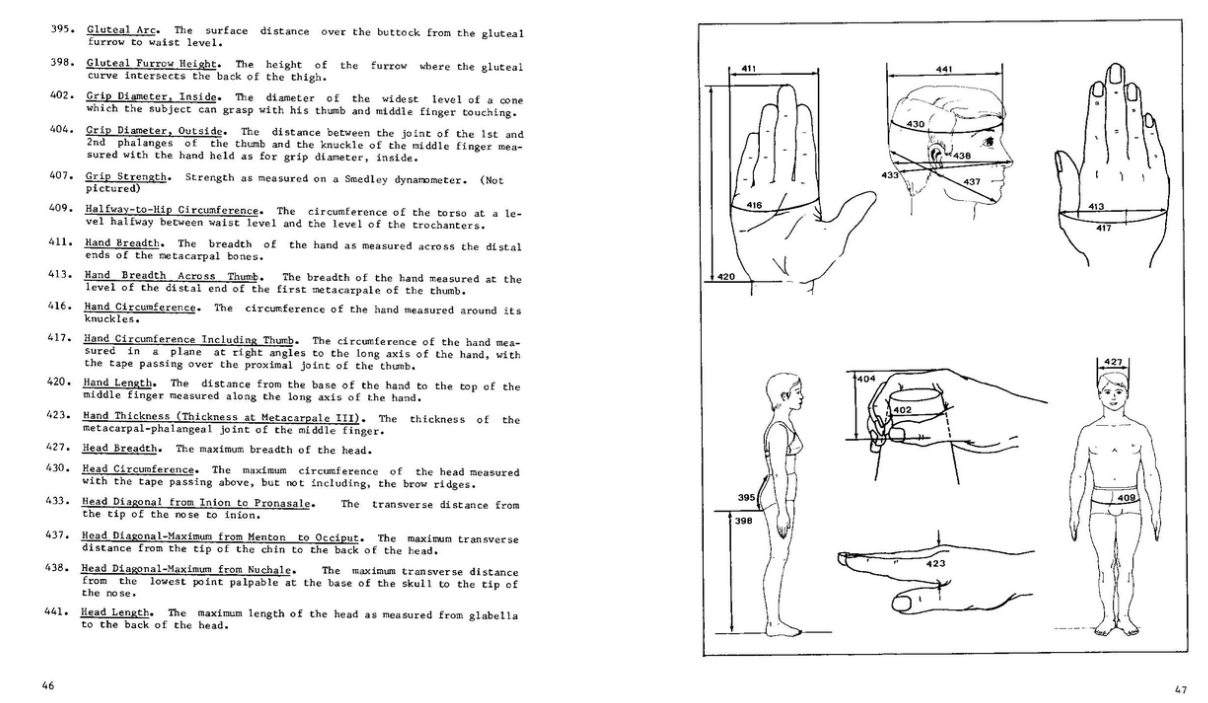 395. Gluteal Arc. The surface distance over the buttock from the gluteal
furrow to waist level.
398. Gluteal Furrow Height. The height of the furrow where the gluteal
curve intersects the back of the thigh.
402. Grip Diameter, Inside. The diameter of the widest level of a cone
which the subject can grasp with his thumb and middle finger touching.
404. Grip Diameter, Outside. The distance between the joint of the 1st and
2nd phalanges of the thumb and the knuckle of the middle finger mea-
sured with the hand held as for grip diameter, inside.
407. Grip Strength. Strength as measured on a Smedley dynamometer. (Not
pictured)
409. Halfway-to-Hip Circumference. The circumference of the torso at a le-
vel halfway between waist level and the level of the trochanters.
411. Hand Breadth. The breadth of the hand as measured across the distal
ends of the metacarpal bones.
413. Hand Breadth Across Thumb. The breadth of the hand measured at the
level of the distal end of the first metacarpale of the thumb.
416. Hand Circumference. The circumference of the hand measured around its
knuckles.
417. Hand Circumference Including Thumb. The circumference of the hand mea-
sured in a plane at right angles to the long axis of the hand, with
the tape passing over the proximal joint of the thumb.
420. Hand Length. The distance from the base of the hand to the top of the
middle finger measured along the long axis of the hand.
423. Hand Thickness (Thickness at Metacarpale III). The thickness of the
metacarpal-phalangeal joint of the middle finger.
427. Head Breadth. The maximum breadth of the head.
430. Head Circumference. The maximum circumference of the head measured
with the tape passing above, but not including, the brow ridges.
433. Head Diagonal from Inion to Pronasale. The transverse distance from
the tip of the nose to inion.
437. Head Diagonal-Maximum from Menton to Occiput. The maximum transverse
distance from the tip of the chin to the back of the head.
438. Head Diagonal-Maximum from Nuchale. The maximum transverse distance
from the lowest point palpable at the base of the skull to the tip of
the nose.
441. Head Length. The maximum length of the head as measured from glabella
to the back of the head.
46
411
441
430
438
433
437
416
413
417
420
427
404
402
395
398
409
423
47